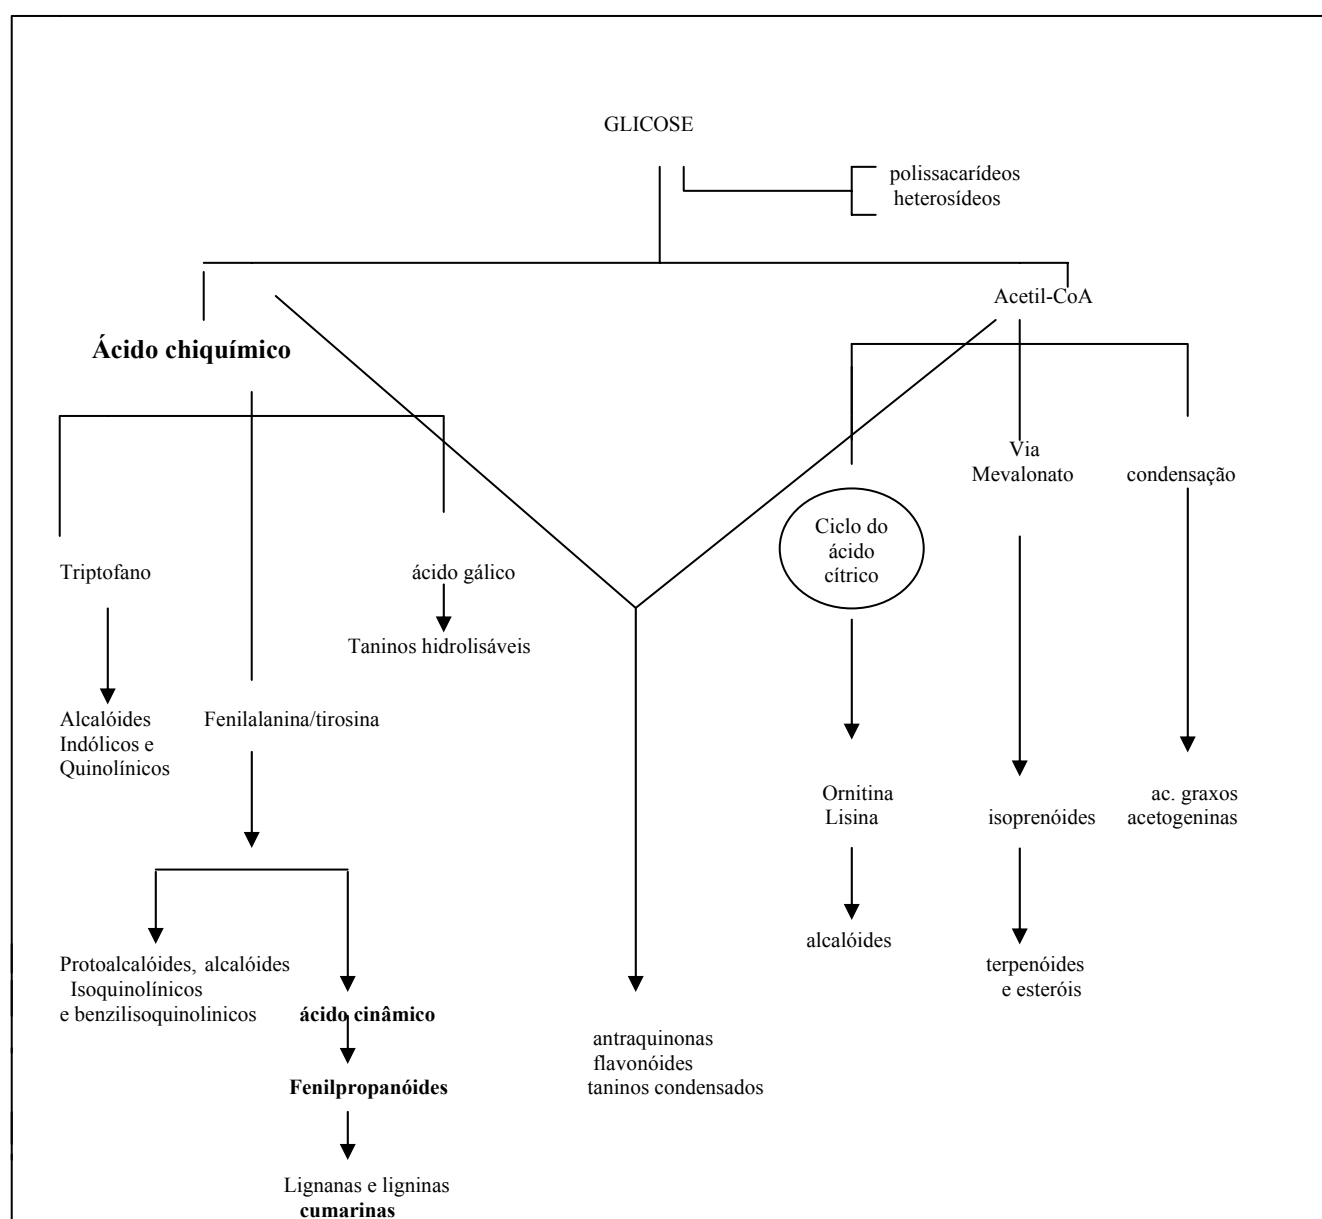 GLICOSE
polissacarídeos
heterosídeos
Acetil-CoA
Ácido chiquímico
Via
Mevalonato
condensação
Ciclo do
ácido
cítrico
Triptofano
ácido gálico
Taninos hidrolisáveis
Alcalóides
Indólicos e
Quinolínicos
Fenilalanina/tirosina
Ornitina
Lisina
isoprenóides
ac. graxos
acetogeninas
alcalóides
terpenóides
e esteróis
Protoalcalóides, alcalóides
Isoquinolínicos
e benzilisoquinolinicos
ácido cinâmico
antraquinonas
flavonóides
taninos condensados
Fenilpropanóides
Lignanas e ligninas
cumarinas